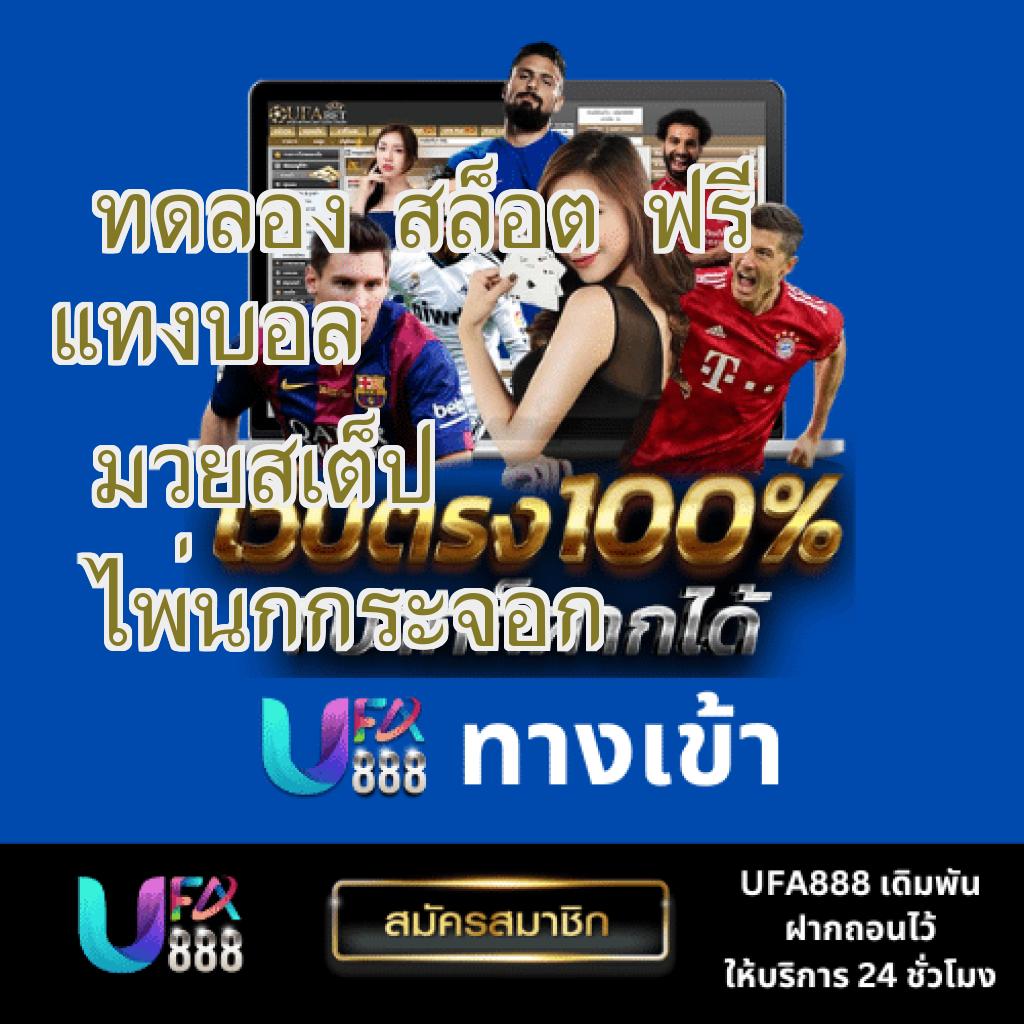 UFABET
ทดลอง สล็อต ฟรี
แทงบอล
มวยสเต็ป
เว็บตรง100%
ไพ่นกกระจอก
UFA
888
ทางเข้า
UFA
888
สมัครสมาชิก
UFA888 เดิมพัน
ฝากถอนไว้
ให้บริการ 24 ชั่วโมง